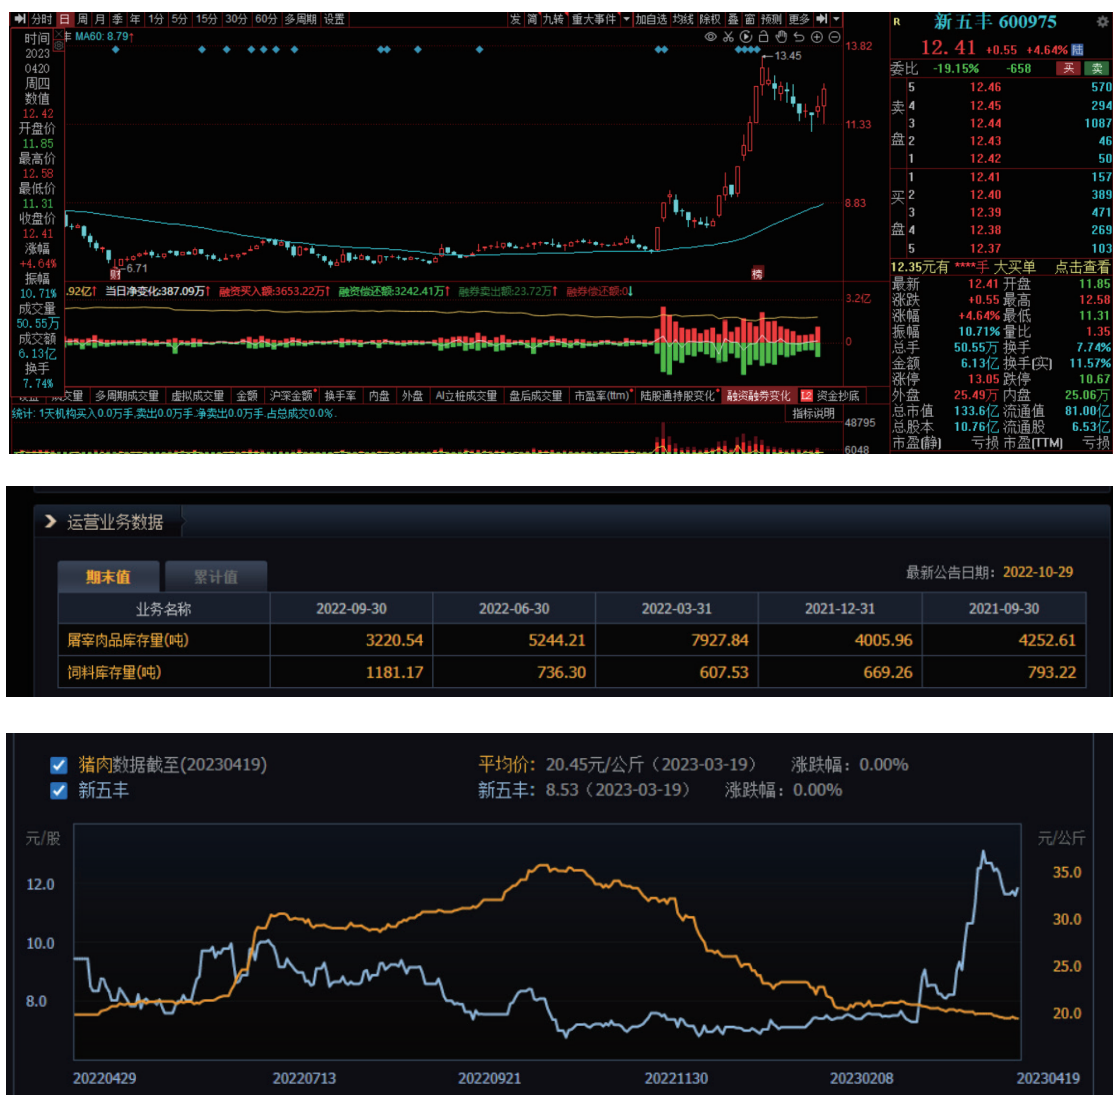 分时 日 周 月 季 年 1分 5分 15分 30分 60分 多周期 设置 发 简 九转 重大事件 加自选 均线 除权 叠 窗 预测 更多
丰 MA60: 8.79↑
时间
2023
0420
周四
数值
12.42
开盘价
11.85
最高价
12.58
最低价
11.31
收盘价
12.41
涨幅
+4.64%
振幅
10.71%
成交量
50.55万
成交额
6.13亿
换手
7.74%
13.82
13.45
11.33
8.83
6.71
财
榜
.92亿↑ 当日净变化:387.09万↑ 融资买入额:3653.22万↑ 融资偿还额:3242.41万↑ 融券卖出额:23.72万↑ 融券偿还额:0↓
3.2亿
0
成交量 多周期成交量 虚拟成交量 金额 沪深金额 换手率 内盘 外盘 AI立桩成交量 盘后成交量 市盈率(ttm) 陆股通持股变化 融资融券变化 L2 资金抄底
统计: 1天机构买入0.0万手,卖出0.0万手,净卖出0.0万手,占总成交0.0%.
指标说明
48795
6048
R 新五丰 600975
12.41 +0.55 +4.64% 陆
委比 -19.15% -658 买 卖
卖盘
5 12.46 570
4 12.45 294
3 12.44 1087
2 12.43 46
1 12.42 50
买盘
1 12.41 157
2 12.40 389
3 12.39 471
4 12.38 269
5 12.37 103
12.35元有 ****手 大买单 点击查看
最新 12.41 开盘 11.85
涨跌 +0.55 最高 12.58
涨幅 +4.64% 最低 11.31
振幅 10.71% 量比 1.35
总手 50.55万 换手 7.74%
金额 6.13亿 换手(实) 11.57%
涨停 13.05 跌停 10.67
外盘 25.49万 内盘 25.06万
总市值 133.6亿 流通值 81.00亿
总股本 10.76亿 流通股 6.53亿
市盈(静) 亏损 市盈(TTM) 亏损
运营业务数据
期末值 累计值 最新公告日期: 2022-10-29
业务名称 2022-09-30 2022-06-30 2022-03-31 2021-12-31 2021-09-30
屠宰肉品库存量(吨) 3220.54 5244.21 7927.84 4005.96 4252.61
饲料库存量(吨) 1181.17 736.30 607.53 669.26 793.22
猪肉数据截至(20230419) 平均价: 20.45元/公斤(2023-03-19) 涨跌幅: 0.00%
新五丰 新五丰: 8.53(2023-03-19) 涨跌幅: 0.00%
元/股 元/公斤
12.0
10.0
8.0
35.0
30.0
25.0
20.0
20220429 20220713 20220921 20221130 20230208 20230419